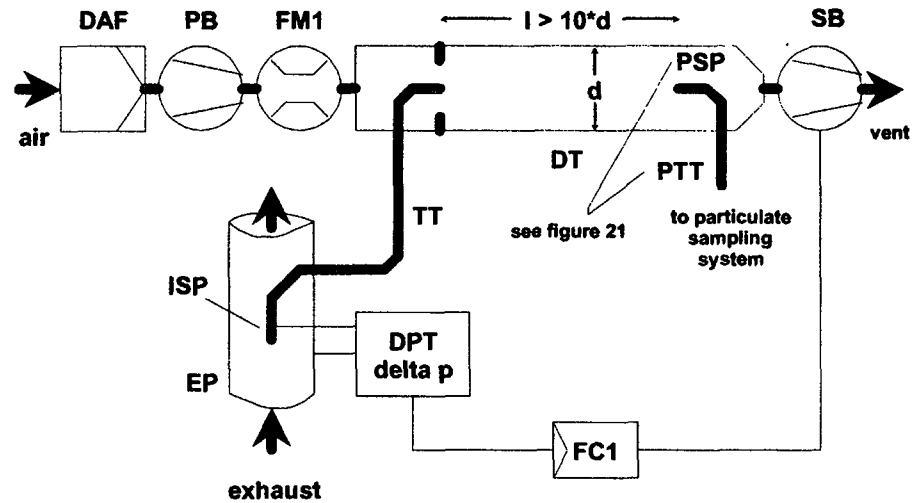 DAF
PB
FM1
l > 10*d
SB
air
d
PSP
vent
DT
PTT
TT
see figure 21
to particulate
sampling
system
ISP
DPT
delta p
EP
FC1
exhaust